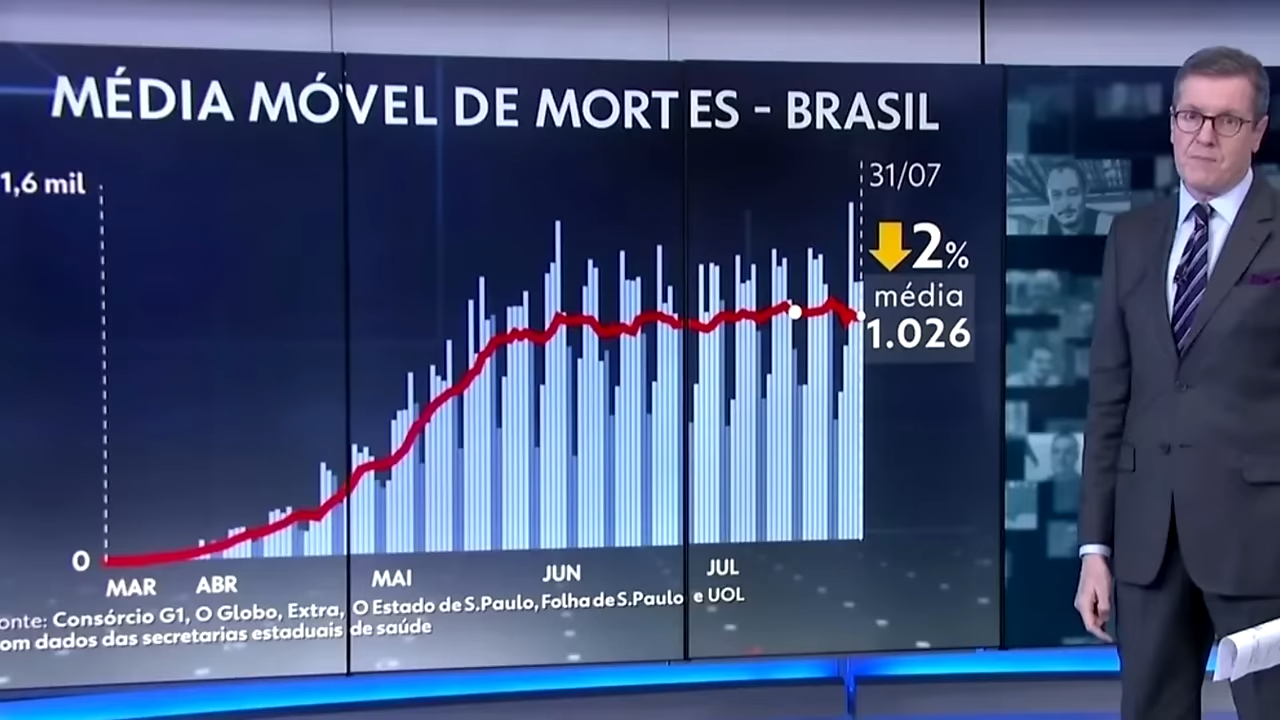 MÉDIA MÓVEL DE MORTES - BRASIL
1,6 mil
31/07
2%
média
1.026
0
MAR ABR MAI JUN JUL
onte: Consórcio G1, O Globo, Extra, O Estado de S.Paulo, Folha de S.Paulo e UOL
om dados das secretarias estaduais de saúde